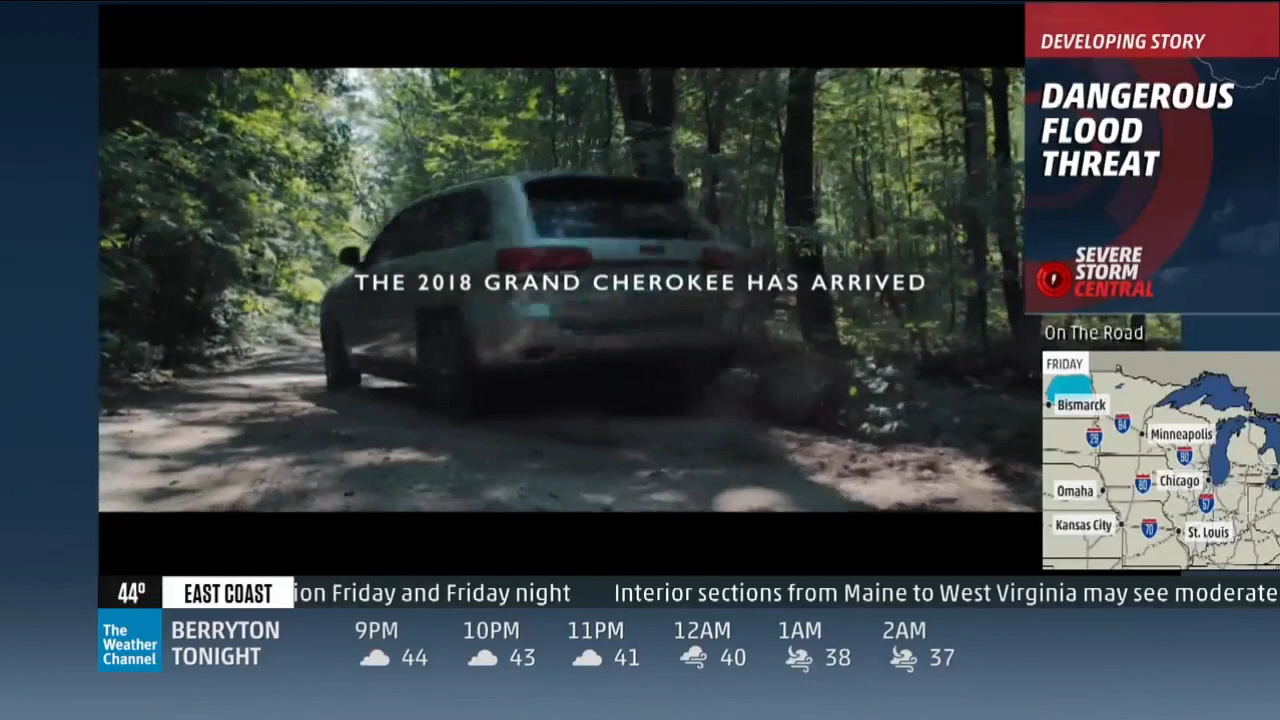 DEVELOPING STORY
DANGEROUS
FLOOD
THREAT
SEVERE
STORM
CENTRAL
THE 2018 GRAND CHEROKEE HAS ARRIVED
On The Road
FRIDAY
Bismarck
94
29
Minneapolis
90
Chicago
80
Omaha
57
Kansas City
70
St. Louis
44º
EAST COAST
ion Friday and Friday night Interior sections from Maine to West Virginia may see moderate
The
Weather
Channel
BERRYTON
TONIGHT
9PM 10PM 11PM 12AM 1AM 2AM
44 43 41 40 38 37